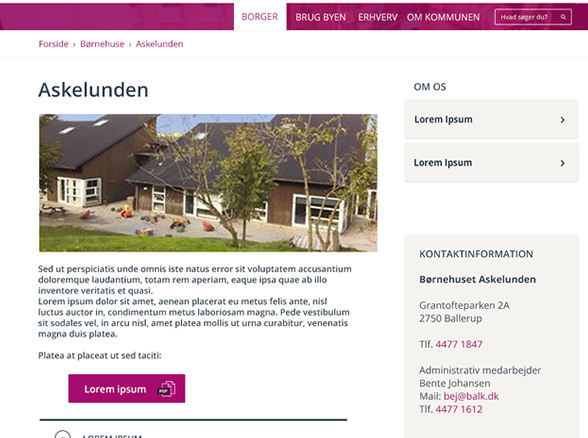 BORGER BRUG BYEN ERHVERV OM KOMMUNEN Hvad søger du?
Forside › Børnehuse › Askelunden
Askelunden
Sed ut perspiciatis unde omnis iste natus error sit voluptatem accusantium
doloremque laudantium, totam rem aperiam, eaque ipsa quae ab illo
inventore veritatis et quasi.
Lorem ipsum dolor sit amet, aenean placerat eu metus felis ante, nisl
luctus auctor in, condimentum metus laboriosam magna. Pede vestibulum
sit sodales vel, in arcu nisl, amet platea mollis ut urna curabitur, venenatis
magna duis platea.
Platea at placeat ut sed taciti:
Lorem ipsum PDF
LOREM IPSUM
OM OS
Lorem Ipsum
Lorem Ipsum
KONTAKTINFORMATION
Børnehuset Askelunden
Grantofteparken 2A
2750 Ballerup
Tlf. 4477 1847
Administrativ medarbejder
Bente Johansen
Mail: bej@balk.dk
Tlf. 4477 1612